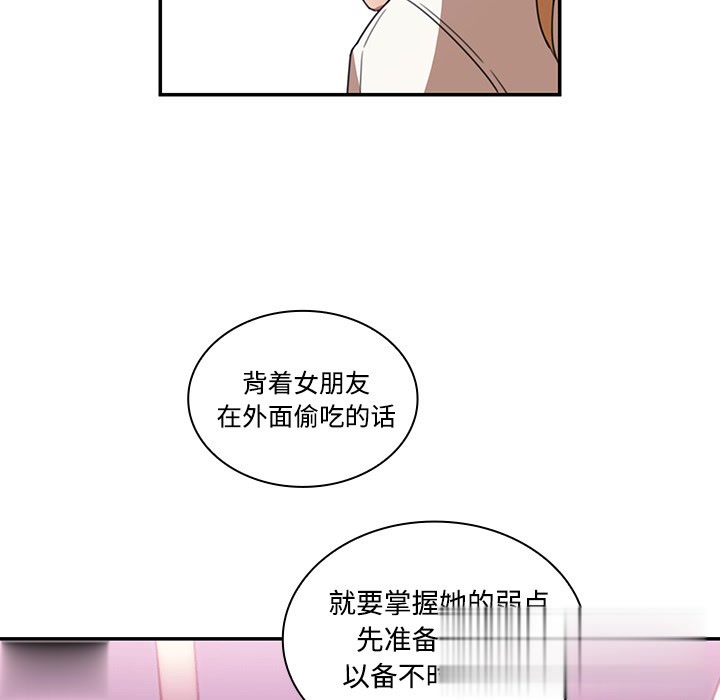 背着女朋友
在外面偷吃的话
就要掌握她的弱点
先准备
以备不时